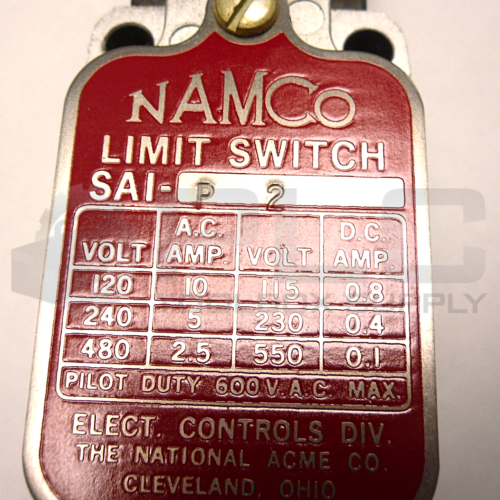 NAMCO
LIMIT SWITCH
SAI- P 2
A.C. D.C.
VOLT AMP. VOLT AMP.
120 10 115 0.8
240 5 230 0.4
480 2.5 550 0.1
PILOT DUTY 600 V. A.C. MAX.
ELECT. CONTROLS DIV.
THE NATIONAL ACME CO.
CLEVELAND, OHIO